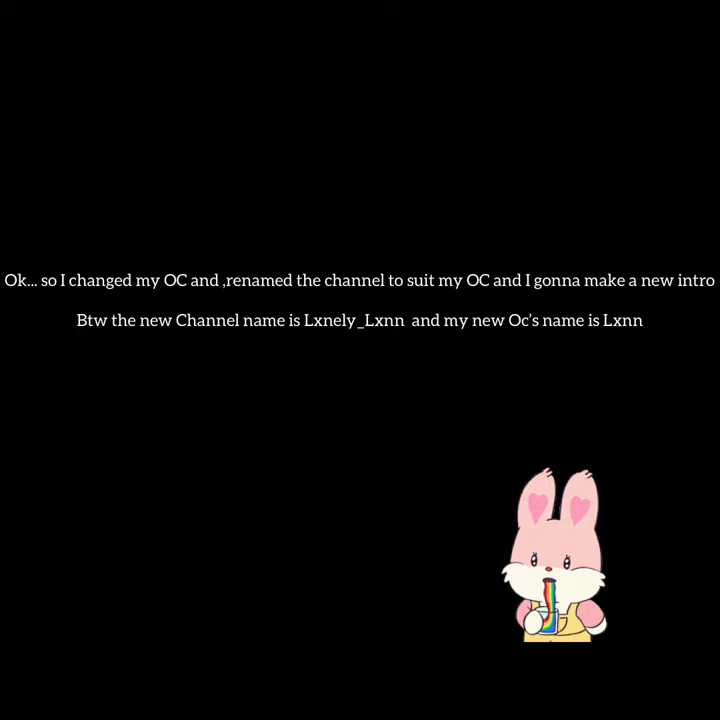 Ok... so I changed my OC and ,renamed the channel to suit my OC and I gonna make a new intro
Btw the new Channel name is Lxnely_Lxnn and my new Oc’s name is Lxnn